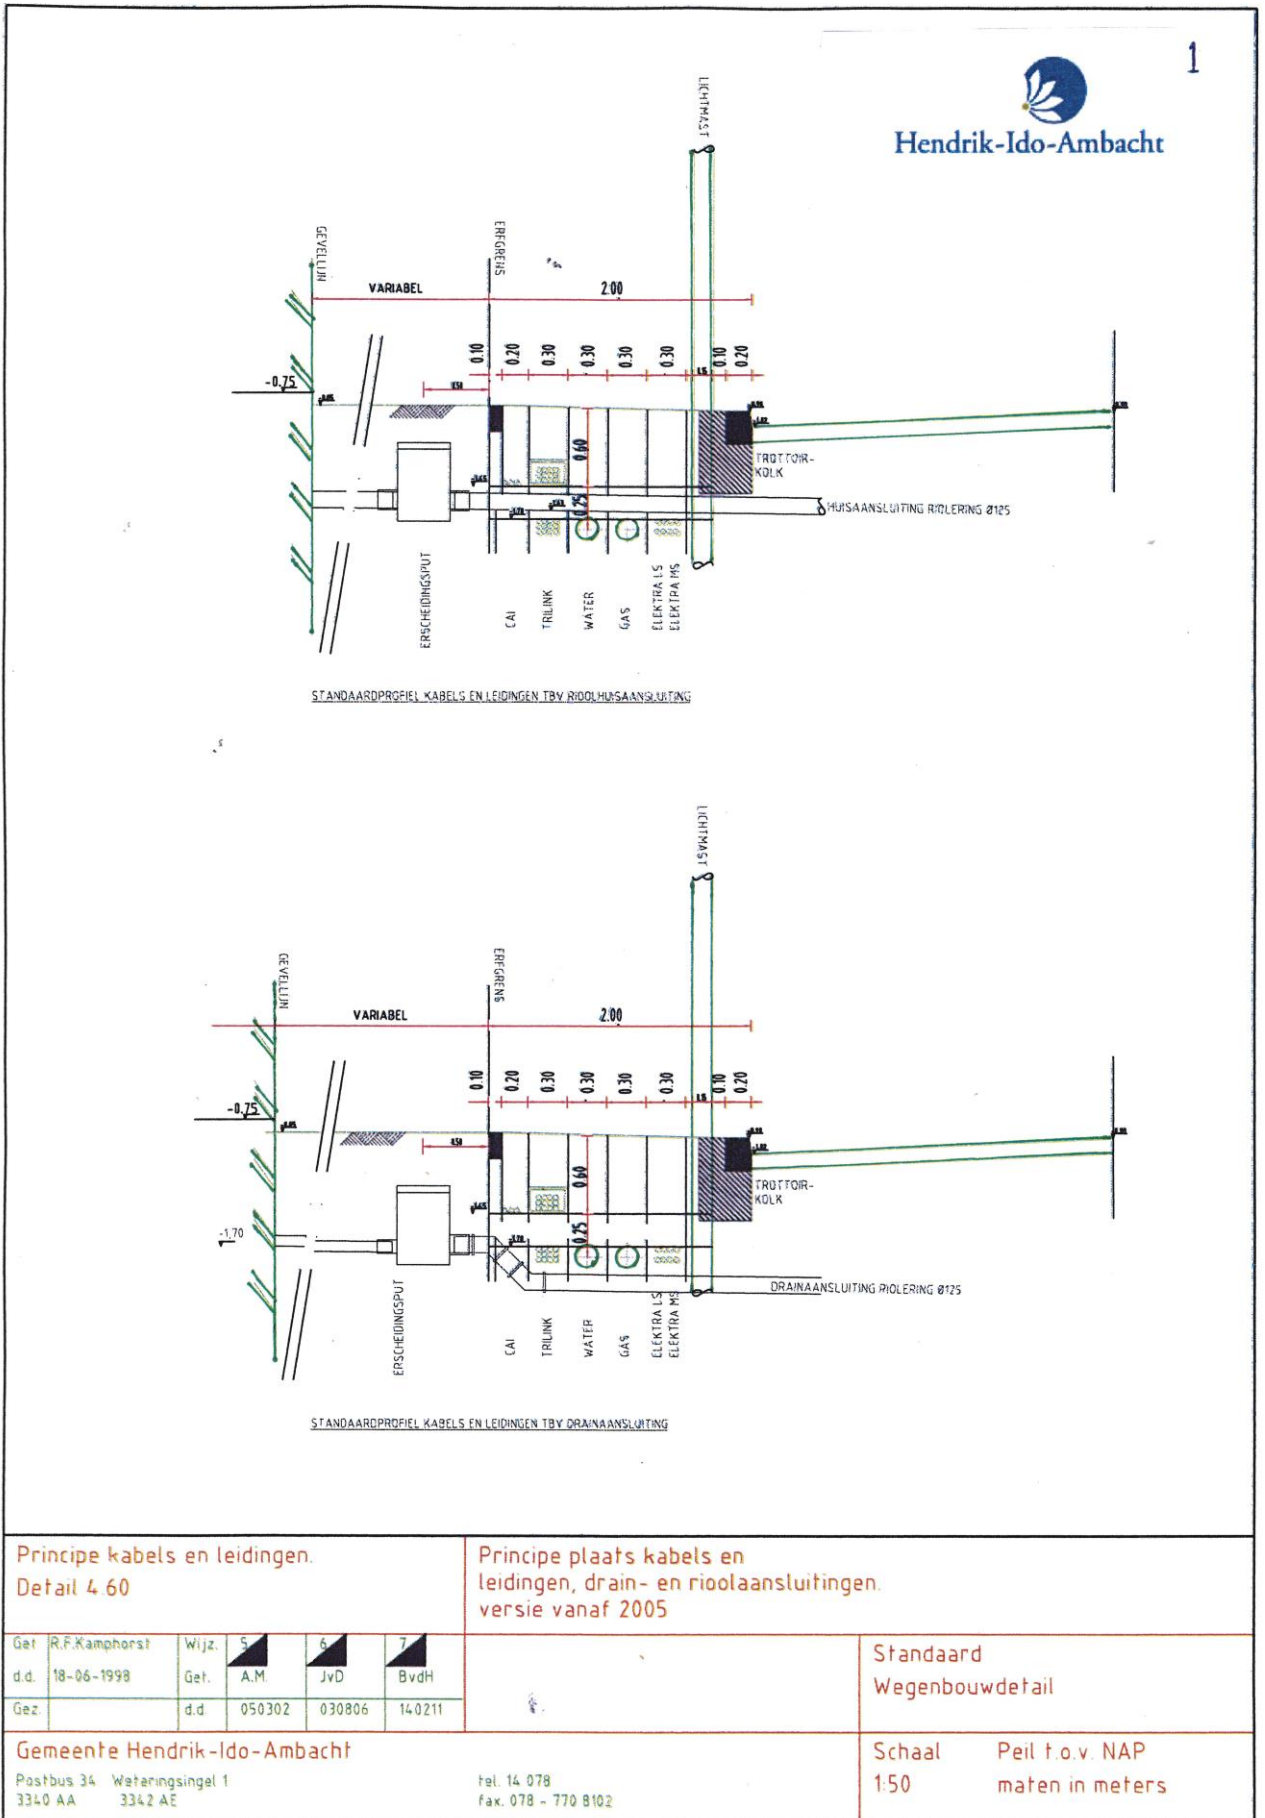 1
Hendrik-Ido-Ambacht
LICHTMAST
GEVELLIJN
ERFGRENS
VARIABEL
2.00
0.10
0.20
0.30
0.30
0.30
0.30
0.10
0.20
-0.75
0.60
0.25
TROTTOIR-
KOLK
HUISAANSLUITING RIOLERING Ø125
ERSCHEIDINGSPUT
CAI
TRILINK
WATER
GAS
ELEKTRA LS
ELEKTRA MS
STANDAARDPROFIEL KABELS EN LEIDINGEN TBV RIOOLHUISAANSLUITING
LICHTMAST
GEVELLIJN
ERFGRENS
VARIABEL
2.00
0.10
0.20
0.30
0.30
0.30
0.30
0.10
0.20
-0.75
0.60
0.25
TROTTOIR-
KOLK
-1,70
DRAINAANSLUITING RIOLERING Ø125
ERSCHEIDINGSPUT
CAI
TRILINK
WATER
GAS
ELEKTRA LS
ELEKTRA MS
STANDAARDPROFIEL KABELS EN LEIDINGEN TBV DRAINAANSLUITING
Principe kabels en leidingen.
Detail 4.60
Principe plaats kabels en
leidingen, drain- en rioolaansluitingen.
versie vanaf 2005
Get R.F.Kamphorst Wijz. 5 6 7
d.d. 18-06-1998 Get. A.M. JvD BvdH
Gez. d.d. 050302 030806 140211
Standaard
Wegenbouwdetail
Gemeente Hendrik-Ido-Ambacht
Postbus 34 Weteringsingel 1
3340 AA 3342 AE
tel. 14 078
fax. 078 - 770 8102
Schaal Peil t.o.v. NAP
1:50 maten in meters